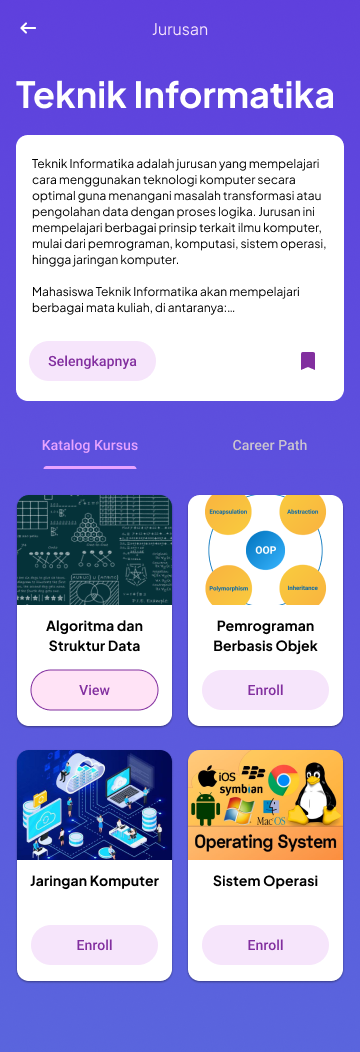 Jurusan
Teknik Informatika
Teknik Informatika adalah jurusan yang mempelajari
cara menggunakan teknologi komputer secara
optimal guna menangani masalah transformasi atau
pengolahan data dengan proses logika. Jurusan ini
mempelajari berbagai prinsip terkait ilmu komputer,
mulai dari pemrograman, komputasi, sistem operasi,
hingga jaringan komputer.
Mahasiswa Teknik Informatika akan mempelajari
berbagai mata kuliah, di antaranya:...
Selengkapnya
Katalog Kursus
Career Path
Encapsulation
Abstraction
OOP
Polymorphism
Inheritance
Algoritma dan
Struktur Data
Pemrograman
Berbasis Objek
View
Enroll
iOS
symbian
Mac OS
Operating System
Jaringan Komputer
Sistem Operasi
Enroll
Enroll